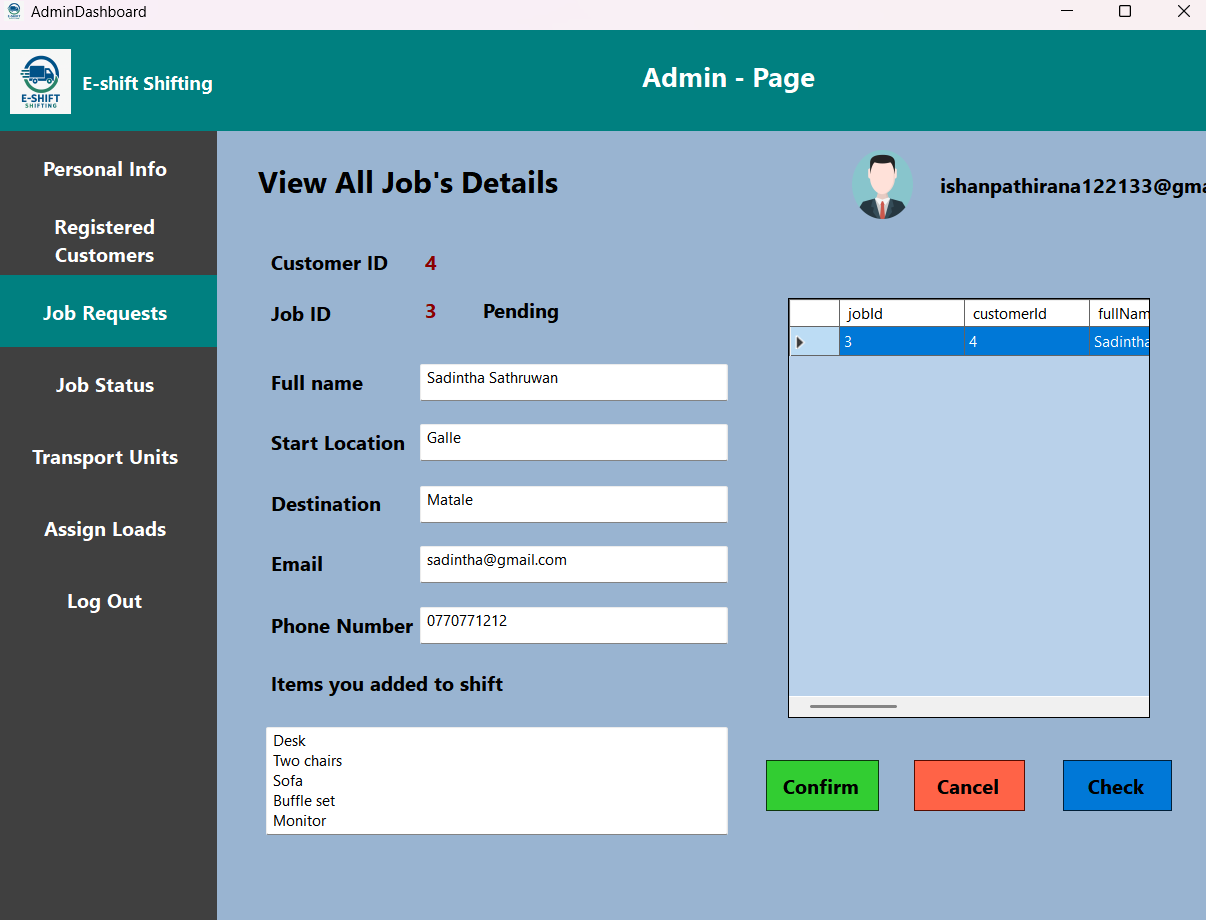 AdminDashboard
E-SHIFT
SHIFTING
E-shift Shifting
Admin - Page
Personal Info
Registered
Customers
Job Requests
Job Status
Transport Units
Assign Loads
Log Out
View All Job's Details
ishanpathirana122133@gma
Customer ID 4
Job ID 3 Pending
Full name Sadintha Sathruwan
Start Location Galle
Destination Matale
Email sadintha@gmail.com
Phone Number 0770771212
Items you added to shift
Desk
Two chairs
Sofa
Buffle set
Monitor
jobId customerId fullNam
3 4 Sadintha
Confirm Cancel Check